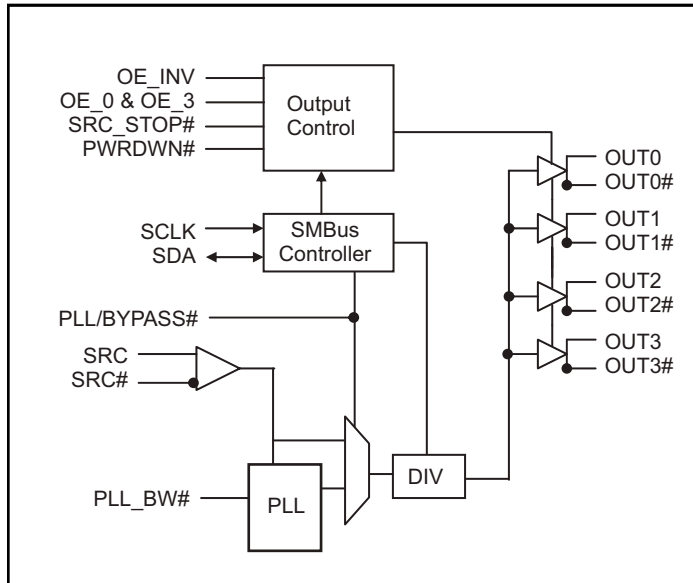 OE_INV
OE_0 & OE_3
SRC_STOP#
PWRDWN#
Output
Control
SCLK
SDA
SMBus
Controller
PLL/BYPASS#
SRC
SRC#
PLL_BW#
PLL
DIV
OUT0
OUT0#
OUT1
OUT1#
OUT2
OUT2#
OUT3
OUT3#